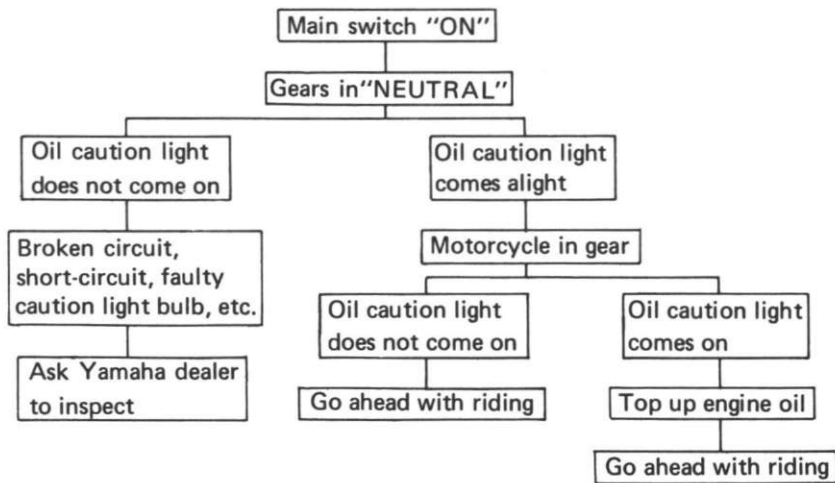 Main switch "ON"
Gears in"NEUTRAL"
Oil caution light
does not come on
Oil caution light
comes alight
Broken circuit,
short-circuit, faulty
caution light bulb, etc.
Motorcycle in gear
Ask Yamaha dealer
to inspect
Oil caution light
does not come on
Oil caution light
comes on
Go ahead with riding
Top up engine oil
Go ahead with riding